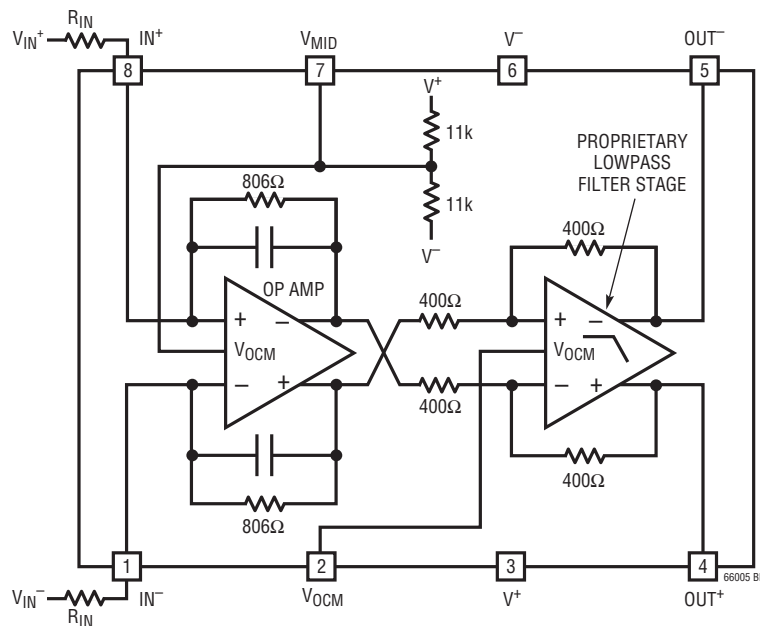 RIN
VIN+
IN+
VMID
V−
OUT−
8
7
6
5
V+
11k
11k
V−
PROPRIETARY
LOWPASS
FILTER STAGE
806Ω
OP AMP
+
−
VOCM
−
+
806Ω
400Ω
400Ω
400Ω
+
−
VOCM
−
+
400Ω
1
2
3
4
66005 BD
VIN−
RIN
IN−
VOCM
V+
OUT+